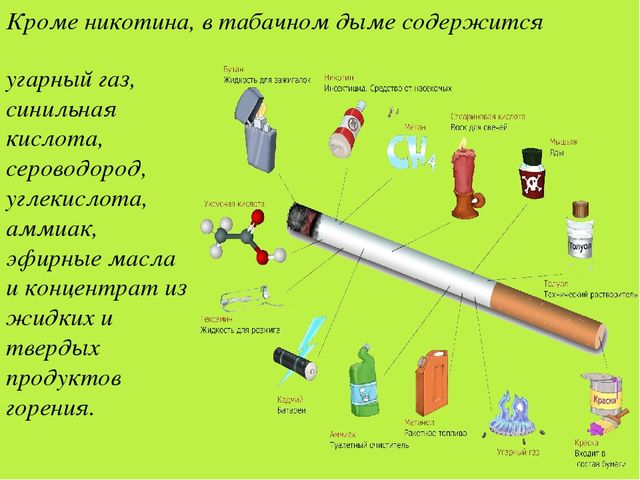 Кроме никотина, в табачном дыме содержится
угарный газ,
синильная
кислота,
сероводород,
углекислота,
аммиак,
эфирные масла
и концентрат из
жидких и
твердых
продуктов
горения.
Бутан
Жидкость для зажигалок
Никотин
Инсектицид. Средство от насекомых
Метан
CH4
Стеариновая кислота
Воск для свечей
Мышьяк
Яды
Уксусная кислота
Толуол
Толуол
Технический растворитель
Гексамин
Жидкость для розжига
Кадмий
Батареи
Аммиак
Туалетный очиститель
Метанол
Ракетное топливо
Угарный газ
Краска
Краска
Входит в
состав бумаги